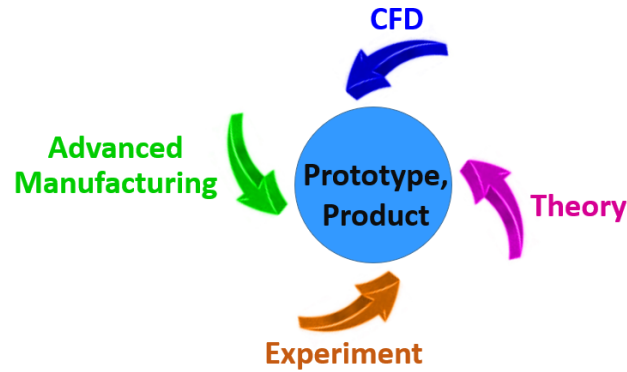 CFD
Advanced
Manufacturing
Prototype,
Product
Theory
Experiment